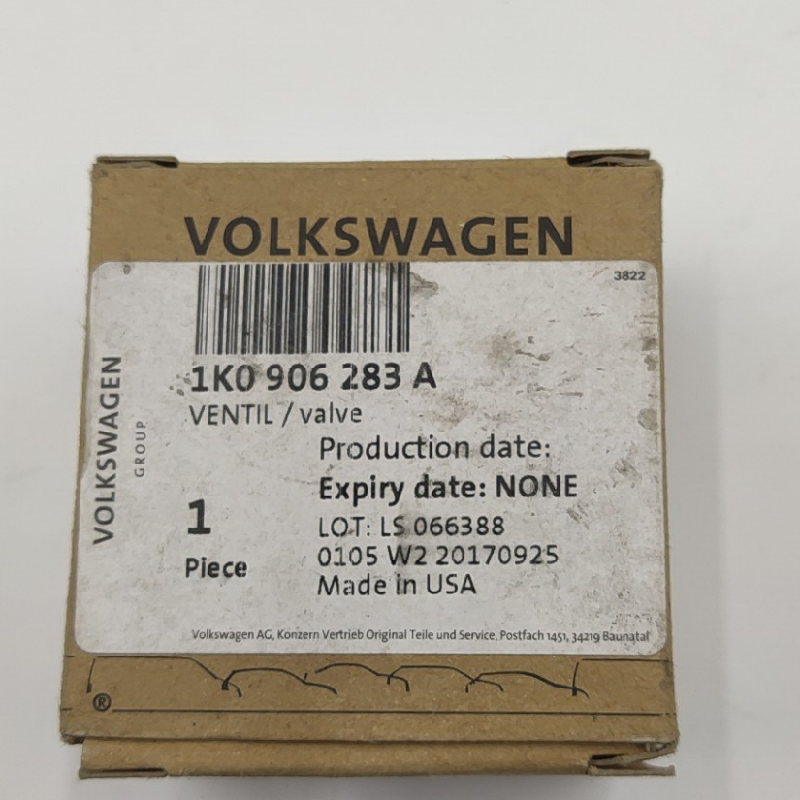 VOLKSWAGEN
3822
1K0 906 283 A
VENTIL / valve
Production date:
Expiry date: NONE
1
Piece
LOT: LS 066388
0105 W2 20170925
Made in USA
VOLKSWAGEN
GROUP
Volkswagen AG, Konzern Vertrieb Original Teile und Service, Postfach 1451, 34219 Baunatal
®